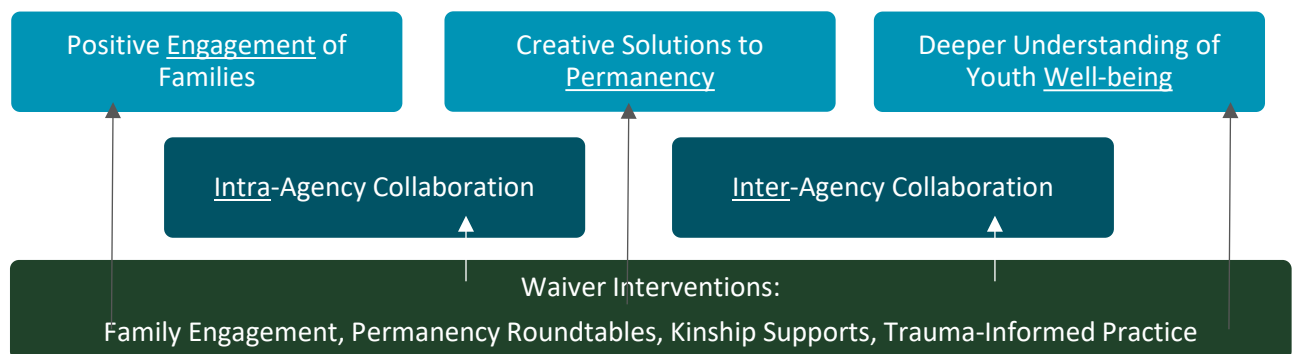 Positive Engagement of
Families
Creative Solutions to
Permanency
Deeper Understanding of
Youth Well-being
Intra-Agency Collaboration
Inter-Agency Collaboration
Waiver Interventions:
Family Engagement, Permanency Roundtables, Kinship Supports, Trauma-Informed Practice